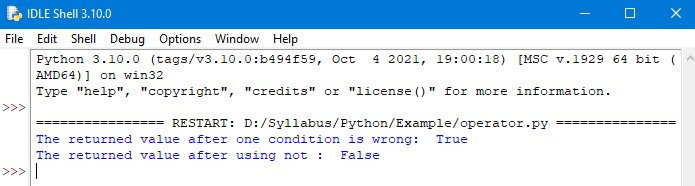 IDLE Shell 3.10.0
File Edit Shell Debug Options Window Help
Python 3.10.0 (tags/v3.10.0:b494f59, Oct  4 2021, 19:00:18) [MSC v.1929 64 bit (
AMD64)] on win32
Type "help", "copyright", "credits" or "license()" for more information.
>>>
================ RESTART: D:/Syllabus/Python/Example/operator.py ===============
The returned value after one condition is wrong:  True
The returned value after using not :  False
>>>